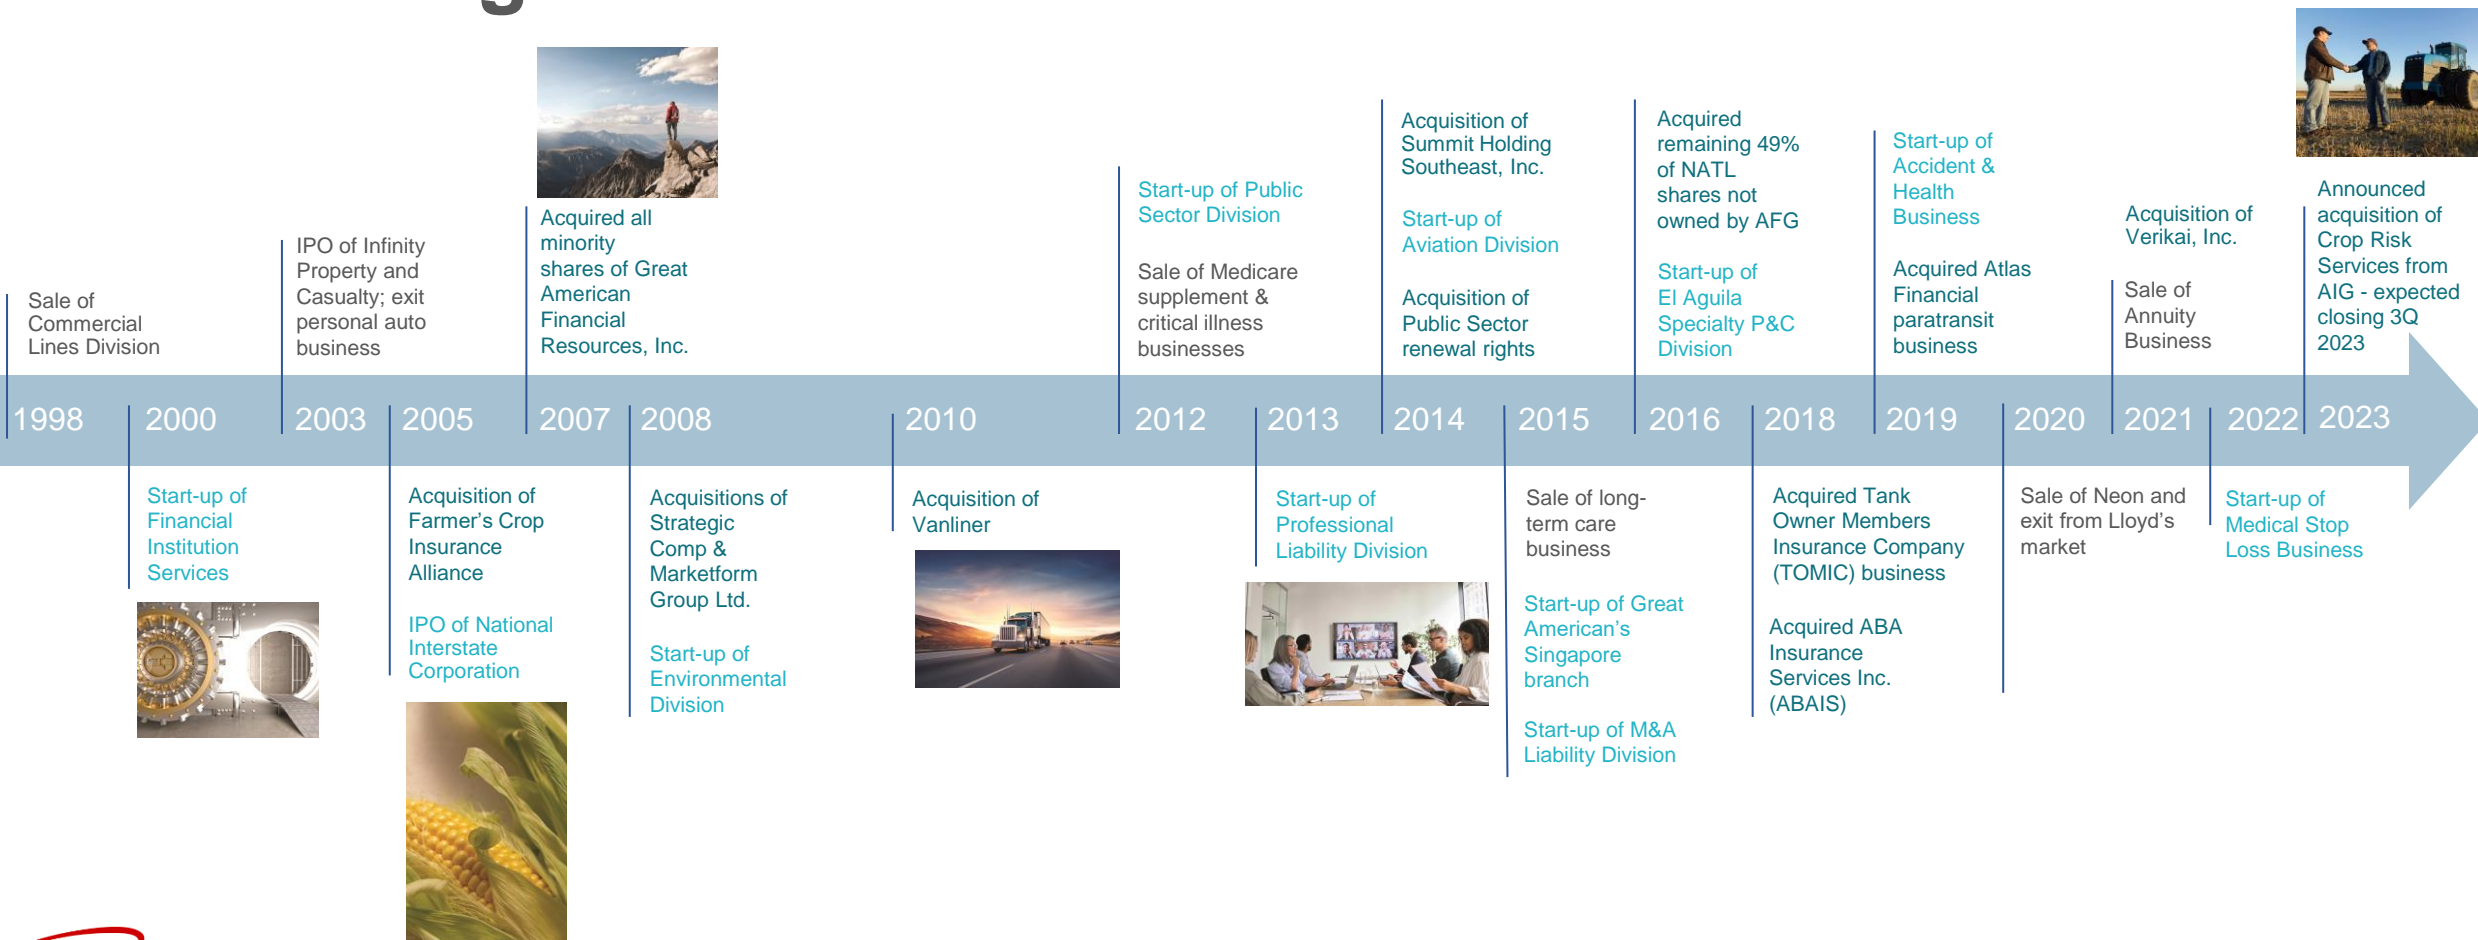 Sale of
Commercial
Lines Division
IPO of Infinity
Property and
Casualty; exit
personal auto
business
Acquired all
minority
shares of Great
American
Financial
Resources, Inc.
Start-up of Public
Sector Division
Sale of Medicare
supplement &
critical illness
businesses
Acquisition of
Summit Holding
Southeast, Inc.
Start-up of
Aviation Division
Acquisition of
Public Sector
renewal rights
Acquired
remaining 49%
of NATL
shares not
owned by AFG
Start-up of
El Aguila
Specialty P&C
Division
Start-up of
Accident &
Health
Business
Acquired Atlas
Financial
paratransit
business
Acquisition of
Verikai, Inc.
Sale of
Annuity
Business
Announced
acquisition of
Crop Risk
Services from
AIG - expected
closing 3Q
2023
1998 2000 2003 2005 2007 2008 2010 2012 2013 2014 2015 2016 2018 2019 2020 2021 2022 2023
Start-up of
Financial
Institution
Services
Acquisition of
Farmer's Crop
Insurance
Alliance
IPO of National
Interstate
Corporation
Acquisitions of
Strategic
Comp &
Marketform
Group Ltd.
Start-up of
Environmental
Division
Acquisition of
Vanliner
Start-up of
Professional
Liability Division
Sale of long-
term care
business
Start-up of Great
American's
Singapore
branch
Start-up of M&A
Liability Division
Acquired Tank
Owner Members
Insurance Company
(TOMIC) business
Acquired ABA
Insurance
Services Inc.
(ABAIS)
Sale of Neon and
exit from Lloyd's
market
Start-up of
Medical Stop
Loss Business